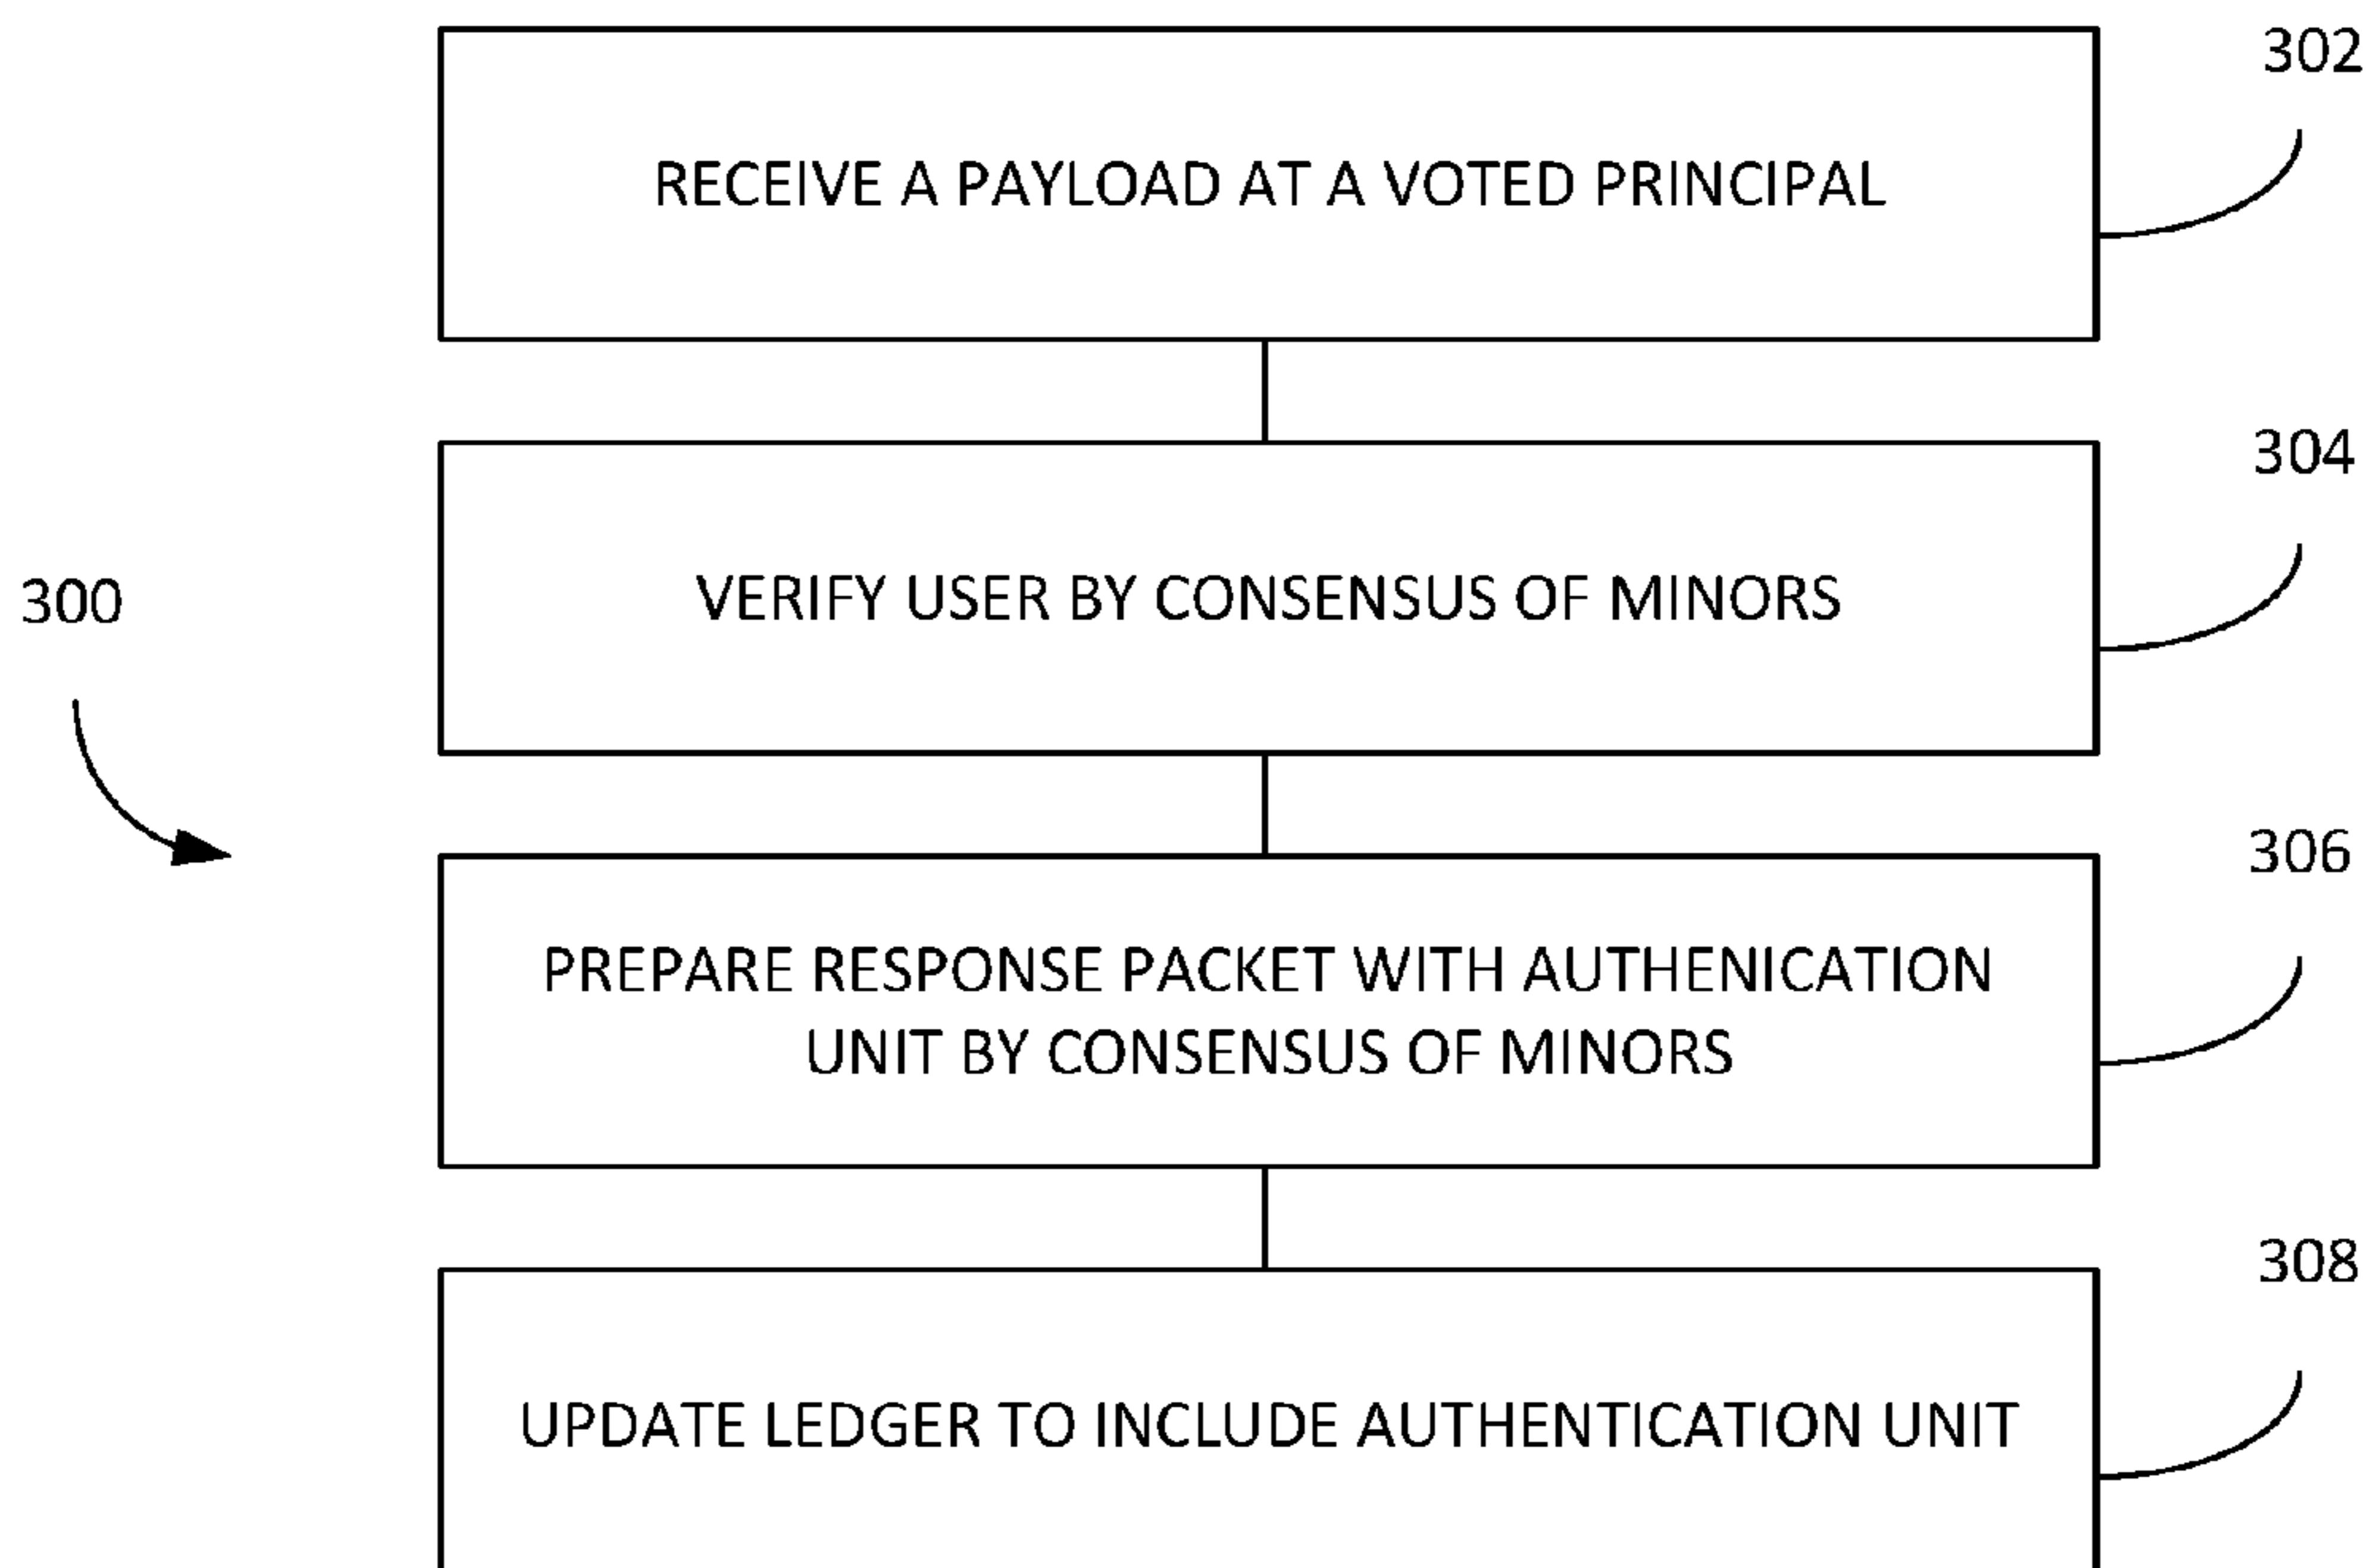 302
RECEIVE A PAYLOAD AT A VOTED PRINCIPAL
304
VERIFY USER BY CONSENSUS OF MINORS
300
306
PREPARE RESPONSE PACKET WITH AUTHENICATION
UNIT BY CONSENSUS OF MINORS
308
UPDATE LEDGER TO INCLUDE AUTHENTICATION UNIT